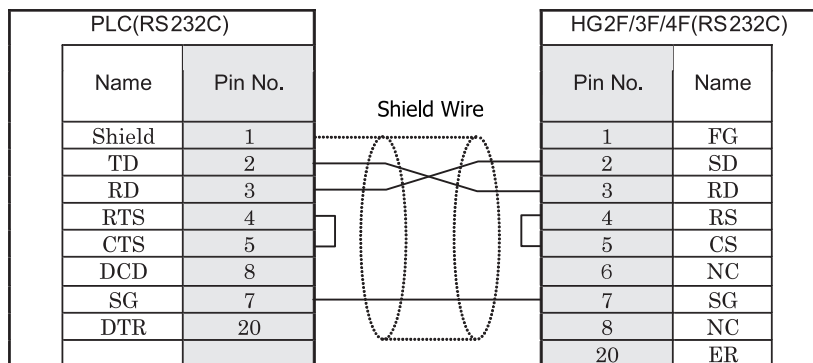 PLC(RS232C) HG2F/3F/4F(RS232C)
Name Pin No. Pin No. Name
Shield Wire
Shield 1 1 FG
TD 2 2 SD
RD 3 3 RD
RTS 4 4 RS
CTS 5 5 CS
DCD 8 6 NC
SG 7 7 SG
DTR 20 8 NC
20 ER